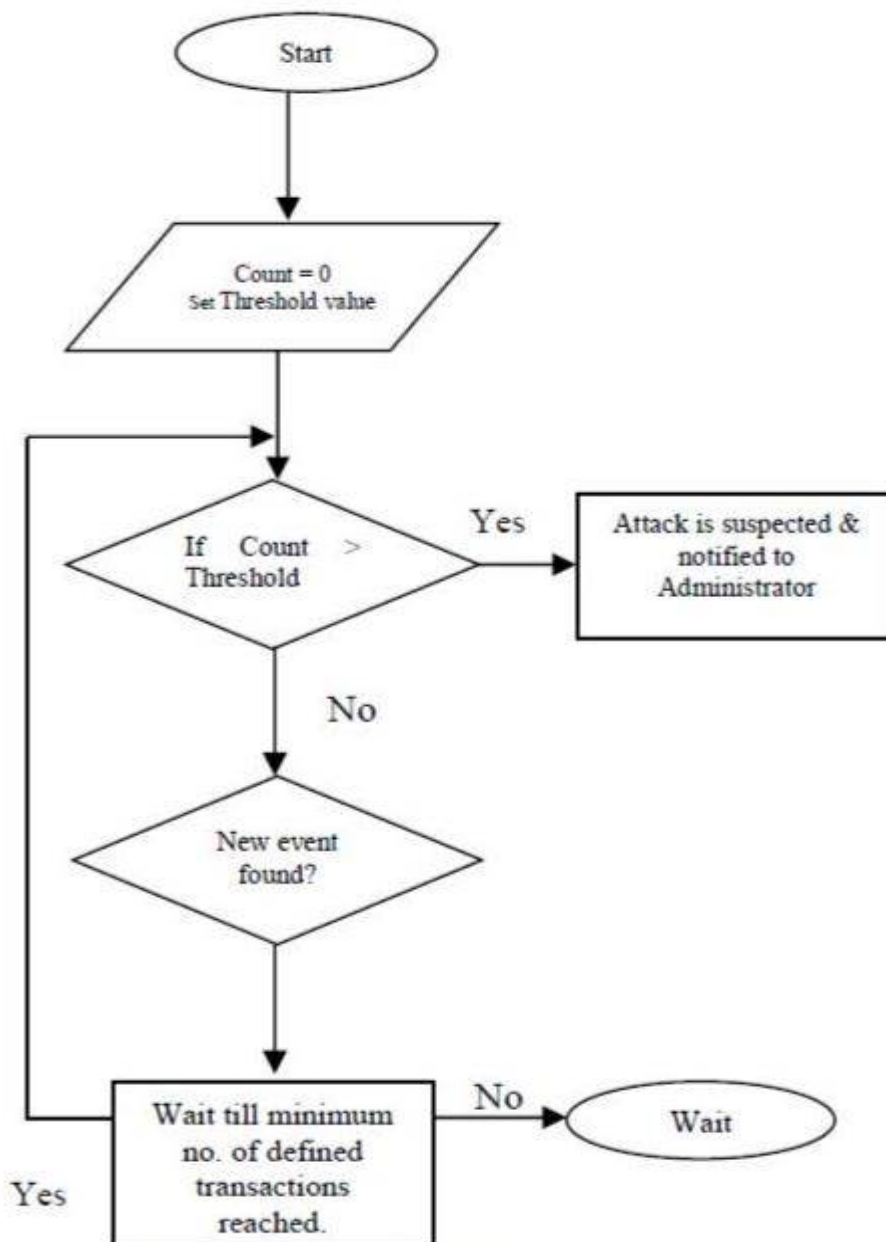 Start
Count = 0
Set Threshold value
If Count >
Threshold
Yes
Attack is suspected &
notified to
Administrator
No
New event
found?
Wait till minimum
no. of defined
transactions
reached.
No
Wait
Yes